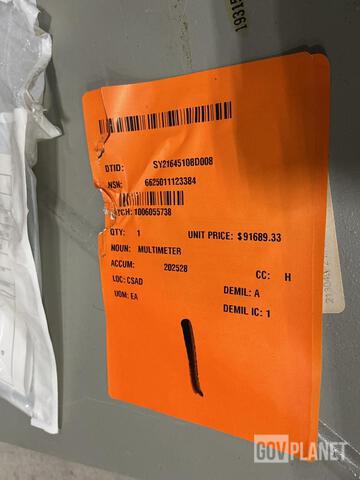 DTID: SY21645108D008
NSN: 6625011123384
TCH: 1006055738
QTY: 1 UNIT PRICE: $91689.33
NOUN: MULTIMETER
ACCUM: 202528 CC: H
LOC: CSAD DEMIL: A
UOM: EA DEMIL IC: 1
GOVPLANET